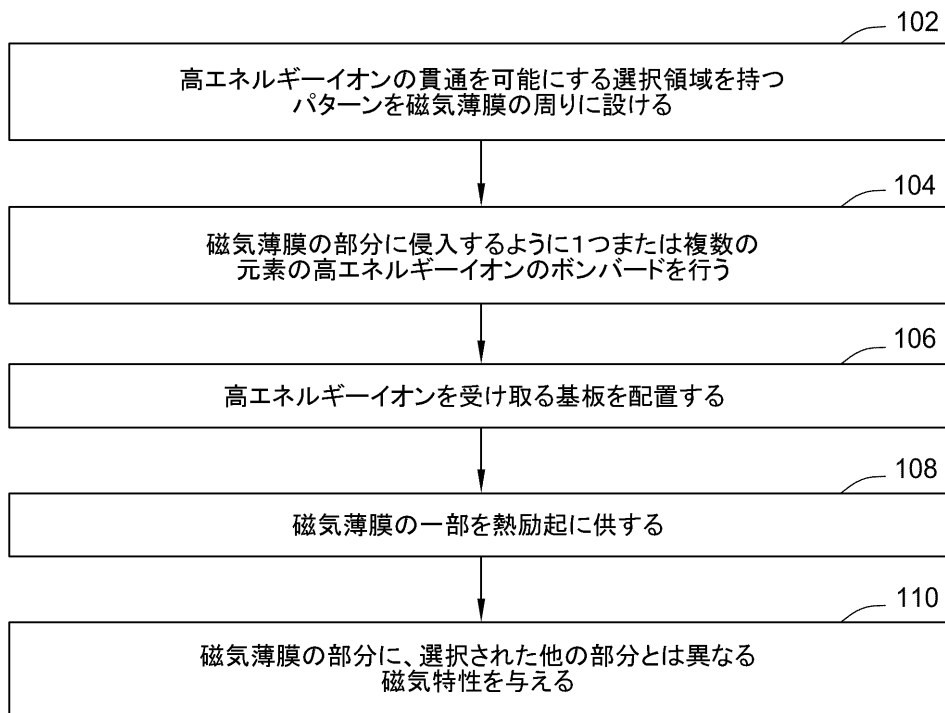 102
高エネルギーイオンの貫通を可能にする選択領域を持つ
パターンを磁気薄膜の周りに設ける
104
磁気薄膜の部分に侵入するように1つまたは複数の
元素の高エネルギーイオンのボンバードを行う
106
高エネルギーイオンを受け取る基板を配置する
108
磁気薄膜の一部を熱励起に供する
110
磁気薄膜の部分に、選択された他の部分とは異なる
磁気特性を与える